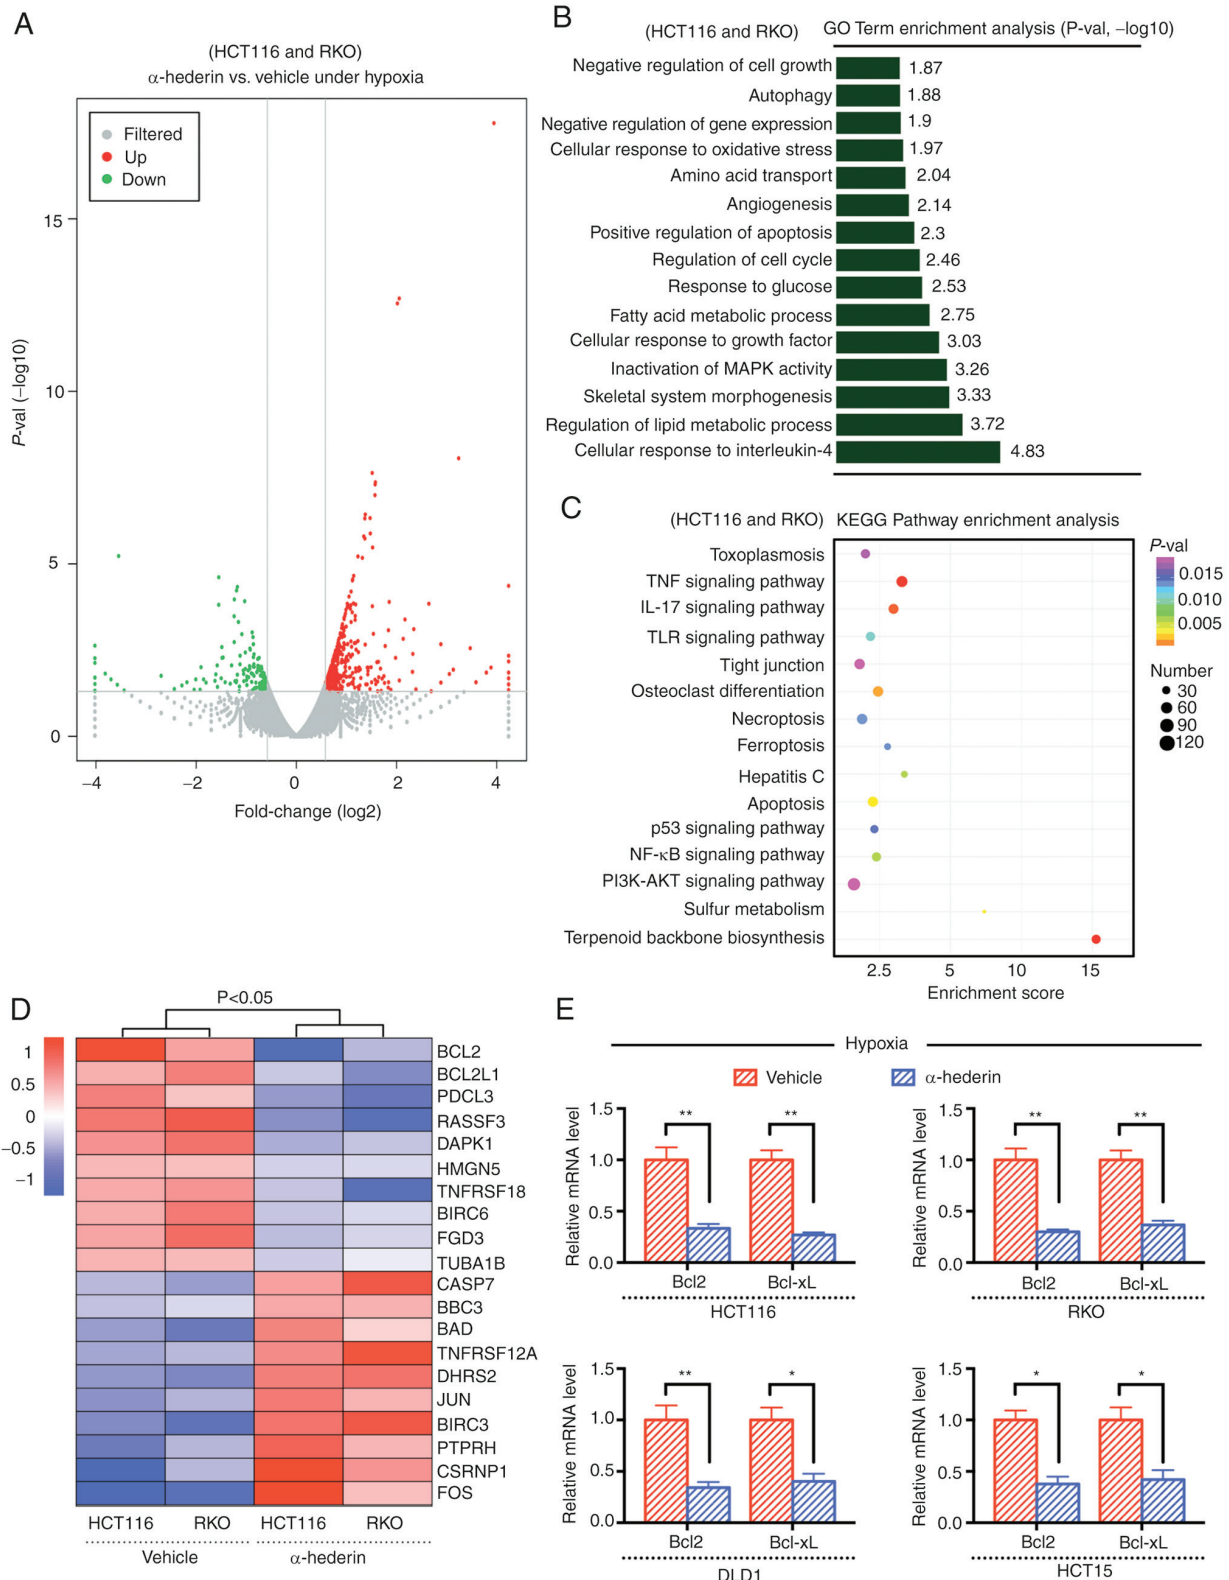 A
(HCT116 and RKO)
α-hederin vs. vehicle under hypoxia
Filtered
Up
Down
15
10
5
0
P-val (−log10)
−4
−2
0
2
4
Fold-change (log2)
B
(HCT116 and RKO)
GO Term enrichment analysis (P-val, −log10)
Negative regulation of cell growth 1.87
Autophagy 1.88
Negative regulation of gene expression 1.9
Cellular response to oxidative stress 1.97
Amino acid transport 2.04
Angiogenesis 2.14
Positive regulation of apoptosis 2.3
Regulation of cell cycle 2.46
Response to glucose 2.53
Fatty acid metabolic process 2.75
Cellular response to growth factor 3.03
Inactivation of MAPK activity 3.26
Skeletal system morphogenesis 3.33
Regulation of lipid metabolic process 3.72
Cellular response to interleukin-4 4.83
C
(HCT116 and RKO) KEGG Pathway enrichment analysis
Toxoplasmosis
TNF signaling pathway
IL-17 signaling pathway
TLR signaling pathway
Tight junction
Osteoclast differentiation
Necroptosis
Ferroptosis
Hepatitis C
Apoptosis
p53 signaling pathway
NF-κB signaling pathway
PI3K-AKT signaling pathway
Sulfur metabolism
Terpenoid backbone biosynthesis
2.5
5
10
15
Enrichment score
P-val
0.015
0.010
0.005
Number
30
60
90
120
D
P<0.05
1
0.5
0
−0.5
−1
BCL2
BCL2L1
PDCL3
RASSF3
DAPK1
HMGN5
TNFRSF18
BIRC6
FGD3
TUBA1B
CASP7
BBC3
BAD
TNFRSF12A
DHRS2
JUN
BIRC3
PTPRH
CSRNP1
FOS
HCT116 RKO HCT116 RKO
Vehicle α-hederin
E
Hypoxia
Vehicle α-hederin
Relative mRNA level
1.5
1.0
0.5
0.0
** **
Bcl2 Bcl-xL
HCT116
Relative mRNA level
1.5
1.0
0.5
0.0
** **
Bcl2 Bcl-xL
RKO
Relative mRNA level
1.5
1.0
0.5
0.0
** *
Bcl2 Bcl-xL
DLD1
Relative mRNA level
1.5
1.0
0.5
0.0
* *
Bcl2 Bcl-xL
HCT15